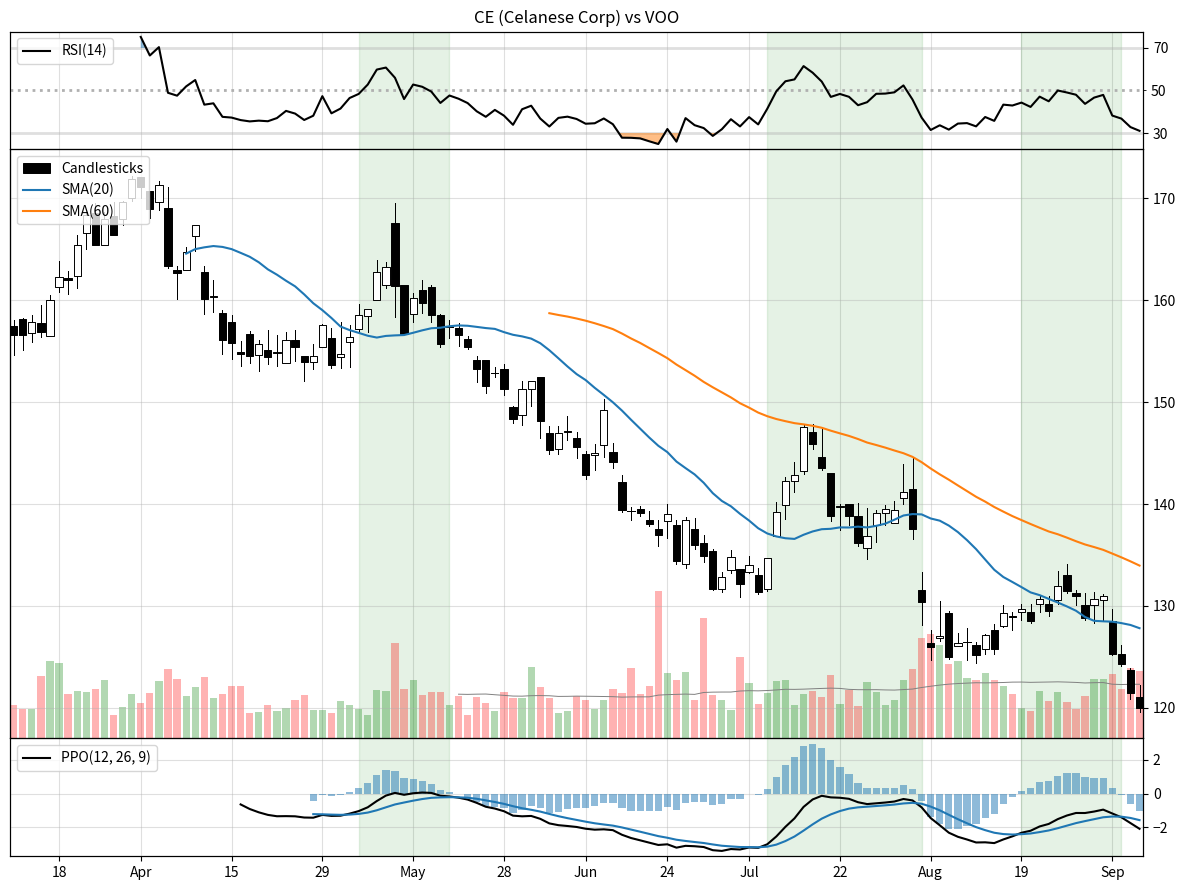 CE (Celanese Corp) vs VOO
RSI(14)
70
50
30
Candlesticks
SMA(20)
SMA(60)
170
160
150
140
130
120
PPO(12, 26, 9)
2
0
−2
18 Apr 15 29 May 28 Jun 24 Jul 22 Aug 19 Sep